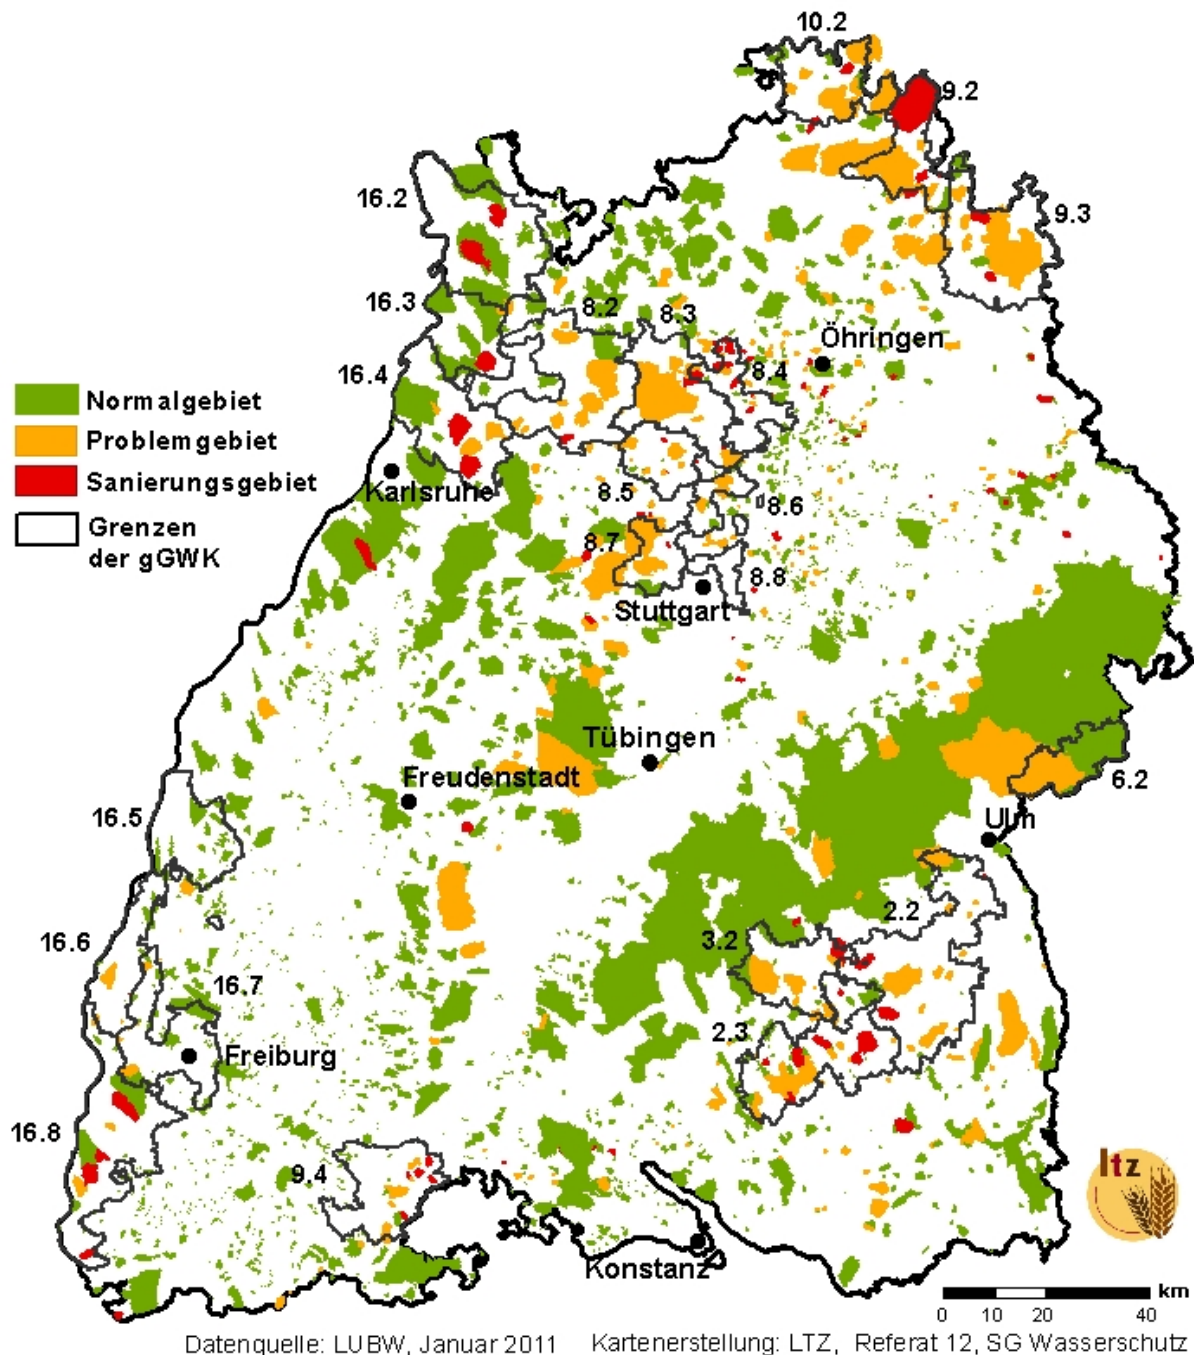 10.2
9.2
16.2
9.3
16.3
8.2
8.3
Öhringen
16.4
8.4
Normalgebiet
Problemgebiet
Sanierungsgebiet
Grenzen
der gGWK
Karlsruhe
8.5
8.6
8.7
8.8
Stuttgart
Tübingen
Freudenstadt
6.2
16.5
Ulm
2.2
16.6
3.2
16.7
2.3
Freiburg
16.8
9.4
ltz
Konstanz
km
0 10 20 40
Datenquelle: LUBW, Januar 2011 Kartenerstellung: LTZ, Referat 12, SG Wasserschutz